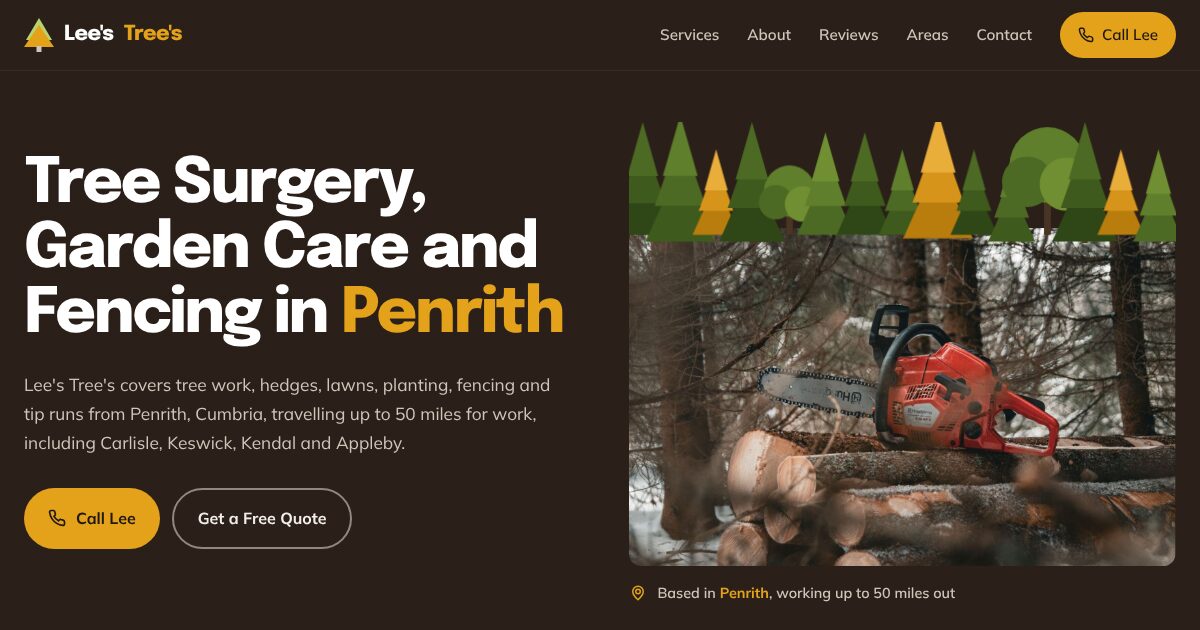 Lee's Tree's
Services
About
Reviews
Areas
Contact
Call Lee
Tree Surgery,
Garden Care and
Fencing in Penrith
Lee's Tree's covers tree work, hedges, lawns, planting, fencing and
tip runs from Penrith, Cumbria, travelling up to 50 miles for work,
including Carlisle, Keswick, Kendal and Appleby.
Call Lee
Get a Free Quote
Based in Penrith, working up to 50 miles out